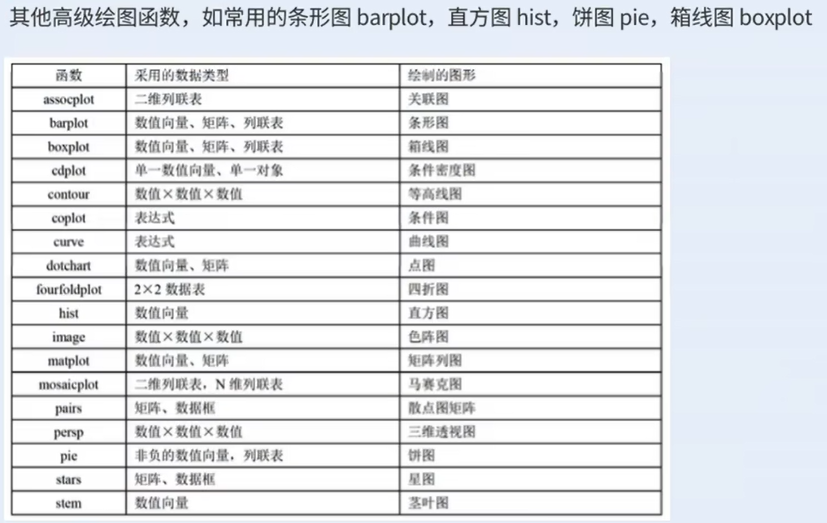 其他高级绘图函数，如常用的条形图 barplot，直方图 hist，饼图 pie，箱线图 boxplot
函数 采用的数据类型 绘制的图形
assocplot 二维列联表 关联图
barplot 数值向量、矩阵、列联表 条形图
boxplot 数值向量、矩阵、列联表 箱线图
cdplot 单一数值向量、单一对象 条件密度图
contour 数值×数值×数值 等高线图
coplot 表达式 条件图
curve 表达式 曲线图
dotchart 数值向量、矩阵 点图
fourfoldplot 2×2 数据表 四折图
hist 数值向量 直方图
image 数值×数值×数值 色阵图
matplot 数值向量、矩阵 矩阵列图
mosaicplot 二维列联表，N 维列联表 马赛克图
pairs 矩阵、数据框 散点图矩阵
persp 数值×数值×数值 三维透视图
pie 非负的数值向量，列联表 饼图
stars 矩阵、数据框 星图
stem 数值向量 茎叶图